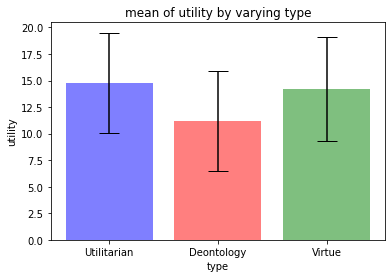 mean of utility by varying type
utility
20.0
17.5
15.0
12.5
10.0
7.5
5.0
2.5
0.0
Utilitarian Deontology Virtue
type